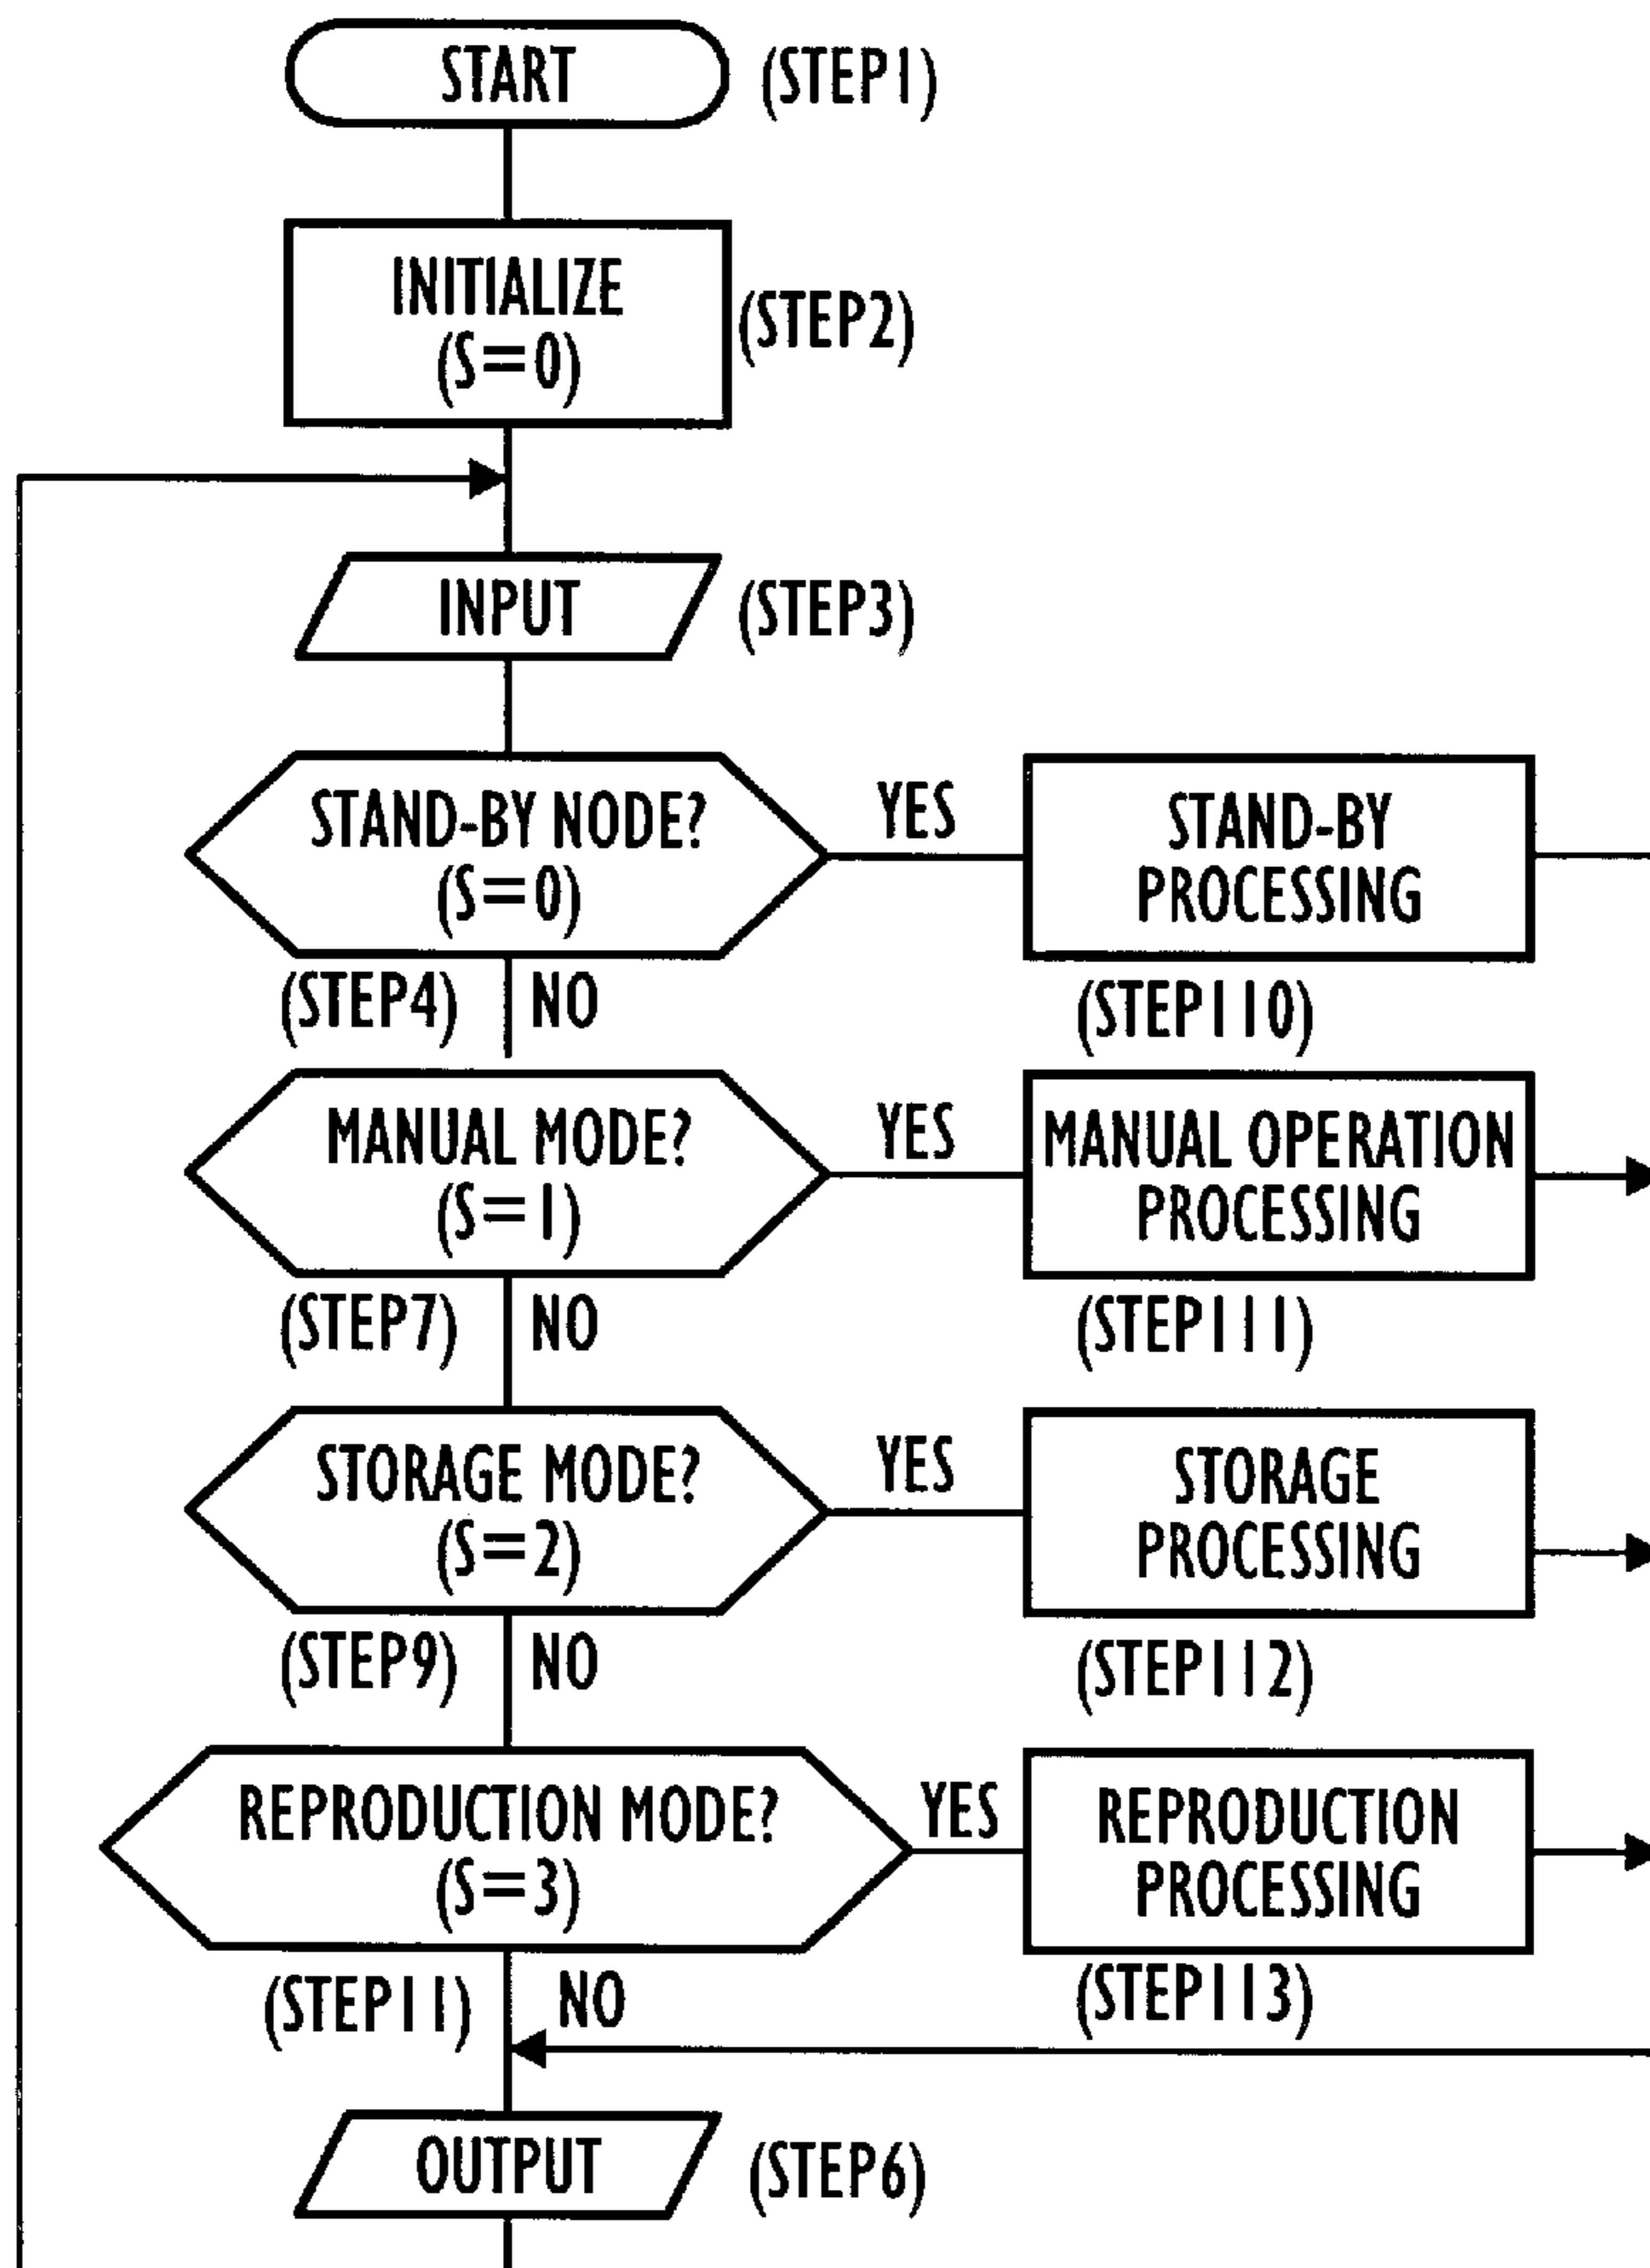 START (STEP1)
INITIALIZE
(S=0)
(STEP2)
INPUT (STEP3)
STAND-BY NODE?
(S=0)
YES
STAND-BY
PROCESSING
(STEP4) NO
(STEP110)
MANUAL MODE?
(S=1)
YES
MANUAL OPERATION
PROCESSING
(STEP7) NO
(STEP111)
STORAGE MODE?
(S=2)
YES
STORAGE
PROCESSING
(STEP9) NO
(STEP112)
REPRODUCTION MODE?
(S=3)
YES
REPRODUCTION
PROCESSING
(STEP11) NO
(STEP113)
OUTPUT (STEP6)